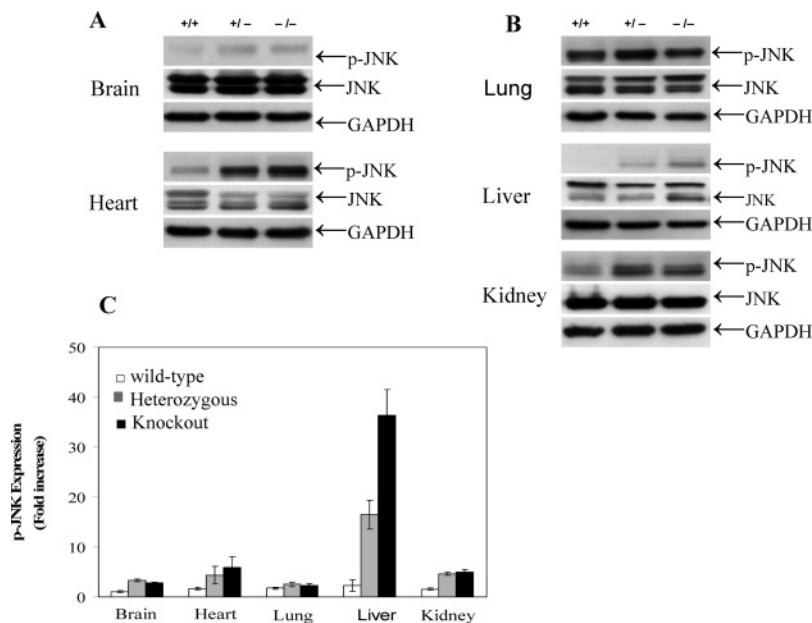 A
+/+ +/− −/−
Brain
p-JNK
JNK
GAPDH
Heart
p-JNK
JNK
GAPDH
B
+/+ +/− −/−
Lung
p-JNK
JNK
GAPDH
Liver
p-JNK
JNK
GAPDH
Kidney
p-JNK
JNK
GAPDH
C
p-JNK Expression
(Fold increase)
50
40
30
20
10
0
wild-type
Heterozygous
Knockout
Brain Heart Lung Liver Kidney